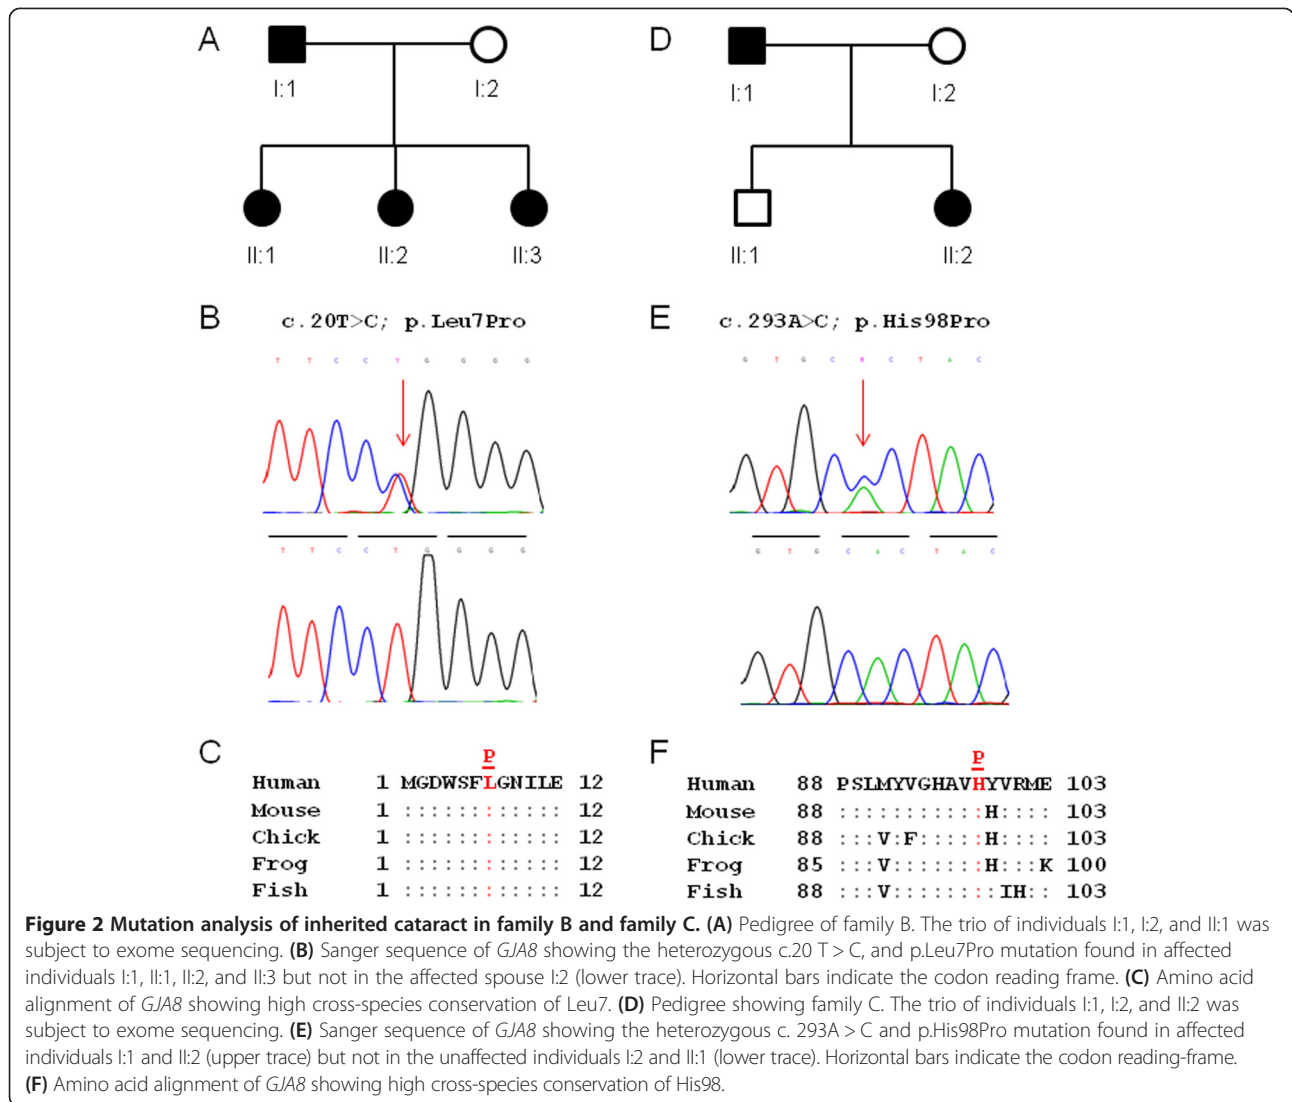 A
D
I:1
I:2
I:1
I:2
II:1
II:2
II:3
II:1
II:2
B
c.20T>C; p.Leu7Pro
T T C C Y G G G G
T T C C T G G G G
E
c.293A>C; p.His98Pro
G T G C M C T A C
G T G C A C T A C
C
P
Human 1 MGDWSFLGNILE 12
Mouse 1 :::::::::::: 12
Chick 1 :::::::::::: 12
Frog 1 :::::::::::: 12
Fish 1 :::::::::::: 12
F
P
Human 88 PSLMYVGHAVHYVRME 103
Mouse 88 :::::::::::H:::: 103
Chick 88 :::V:F:::::H:::: 103
Frog 85 :::V:::::::H:::K 100
Fish 88 :::V::::::::IH:: 103
Figure 2 Mutation analysis of inherited cataract in family B and family C. (A) Pedigree of family B. The trio of individuals I:1, I:2, and II:1 was
subject to exome sequencing. (B) Sanger sequence of GJA8 showing the heterozygous c.20 T > C, and p.Leu7Pro mutation found in affected
individuals I:1, II:1, II:2, and II:3 but not in the affected spouse I:2 (lower trace). Horizontal bars indicate the codon reading frame. (C) Amino acid
alignment of GJA8 showing high cross-species conservation of Leu7. (D) Pedigree showing family C. The trio of individuals I:1, I:2, and II:2 was
subject to exome sequencing. (E) Sanger sequence of GJA8 showing the heterozygous c. 293A > C and p.His98Pro mutation found in affected
individuals I:1 and II:2 (upper trace) but not in the unaffected individuals I:2 and II:1 (lower trace). Horizontal bars indicate the codon reading-frame.
(F) Amino acid alignment of GJA8 showing high cross-species conservation of His98.